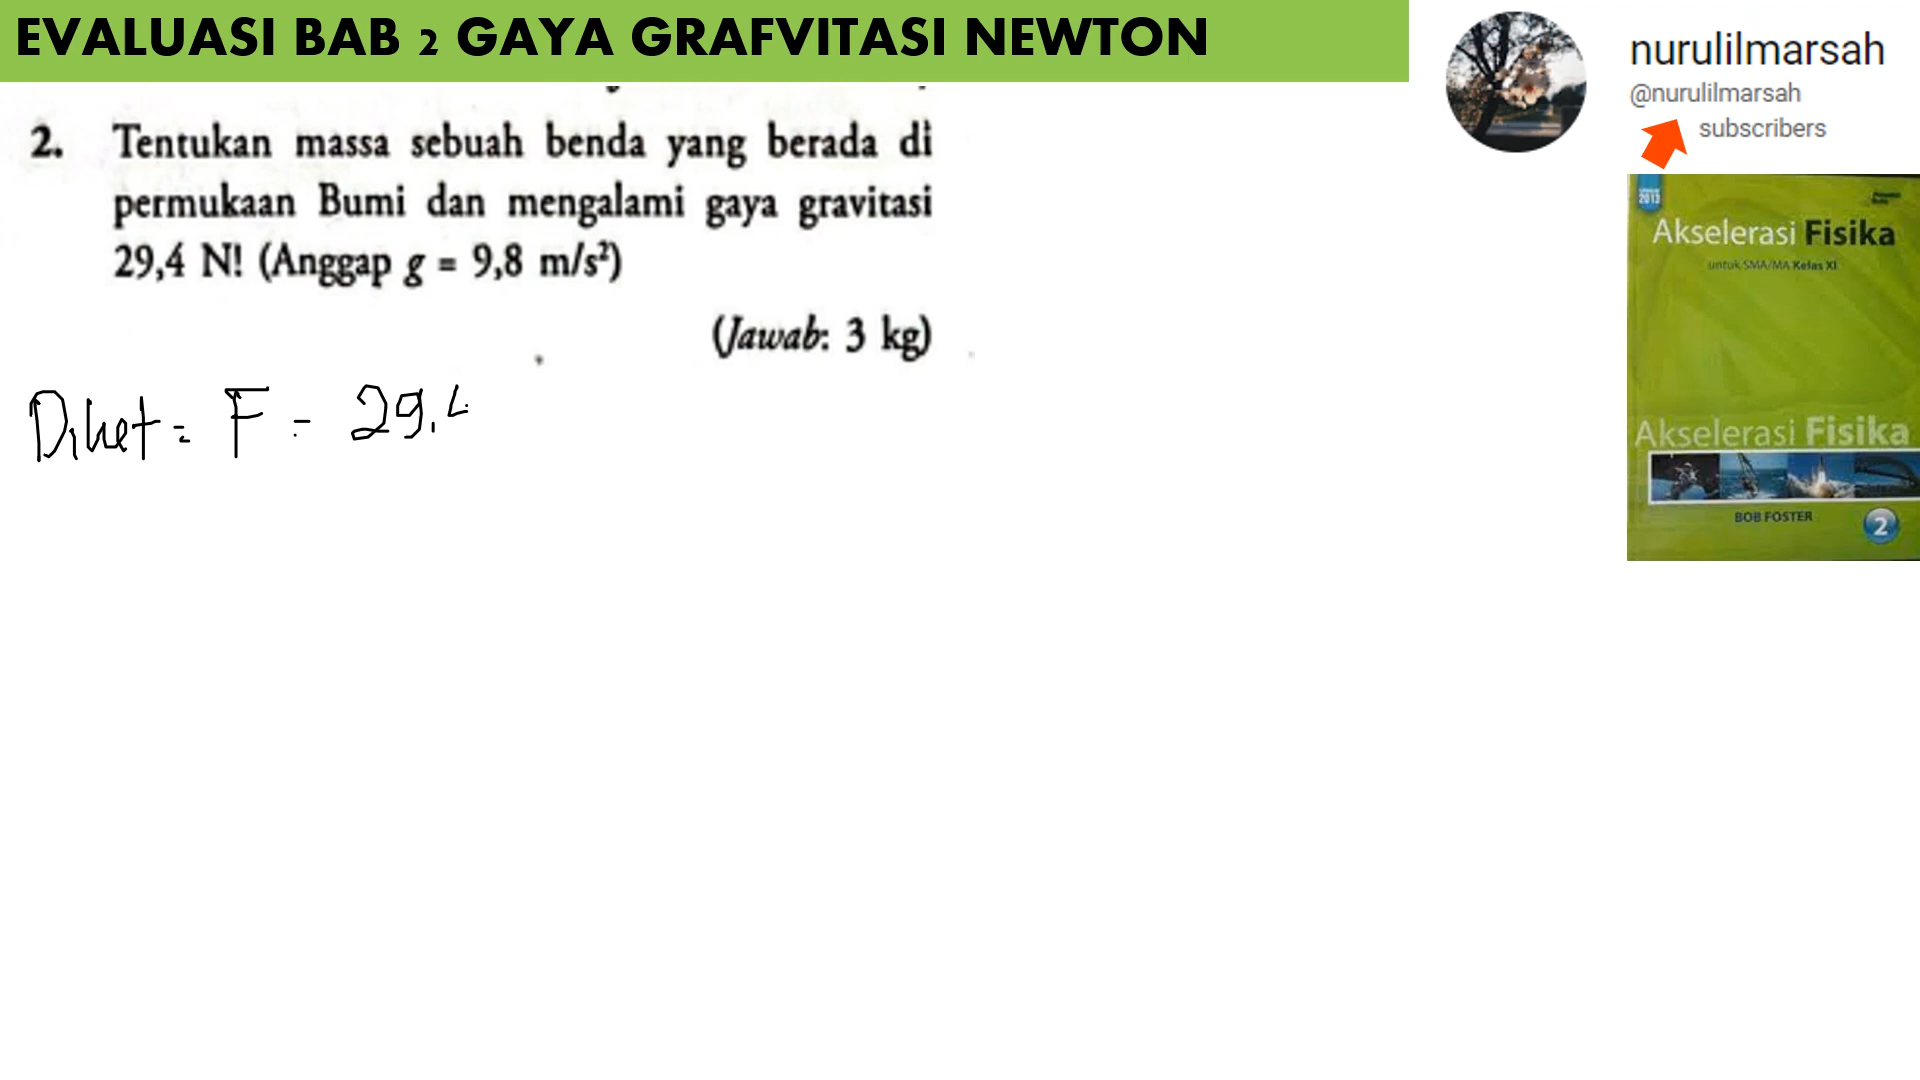 EVALUASI BAB 2 GAYA GRAFVITASI NEWTON
nurulilmarsah
@nurulilmarsah
subscribers
2. Tentukan massa sebuah benda yang berada di
permukaan Bumi dan mengalami gaya gravitasi
29,4 N! (Anggap g = 9,8 m/s²)
(Jawab: 3 kg)
Diket = F = 29,4
2013
Akselerasi Fisika
untuk SMA/MA Kelas XI
Akselerasi Fisika
BOB FOSTER
2